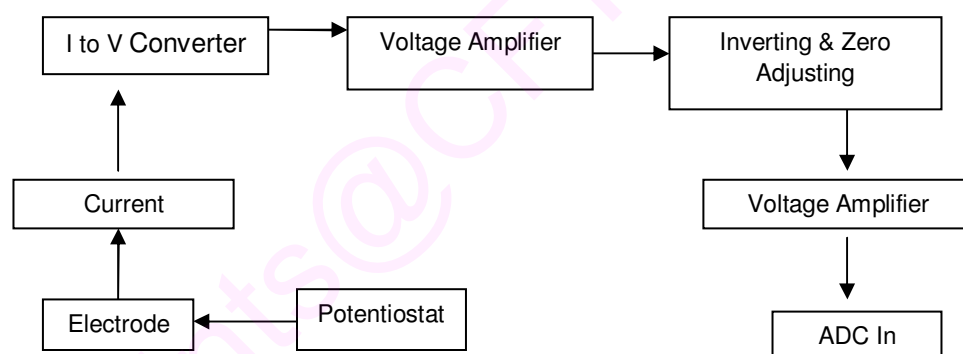 I to V Converter
Voltage Amplifier
Inverting & Zero
Adjusting
Current
Voltage Amplifier
Electrode
Potentiostat
ADC In